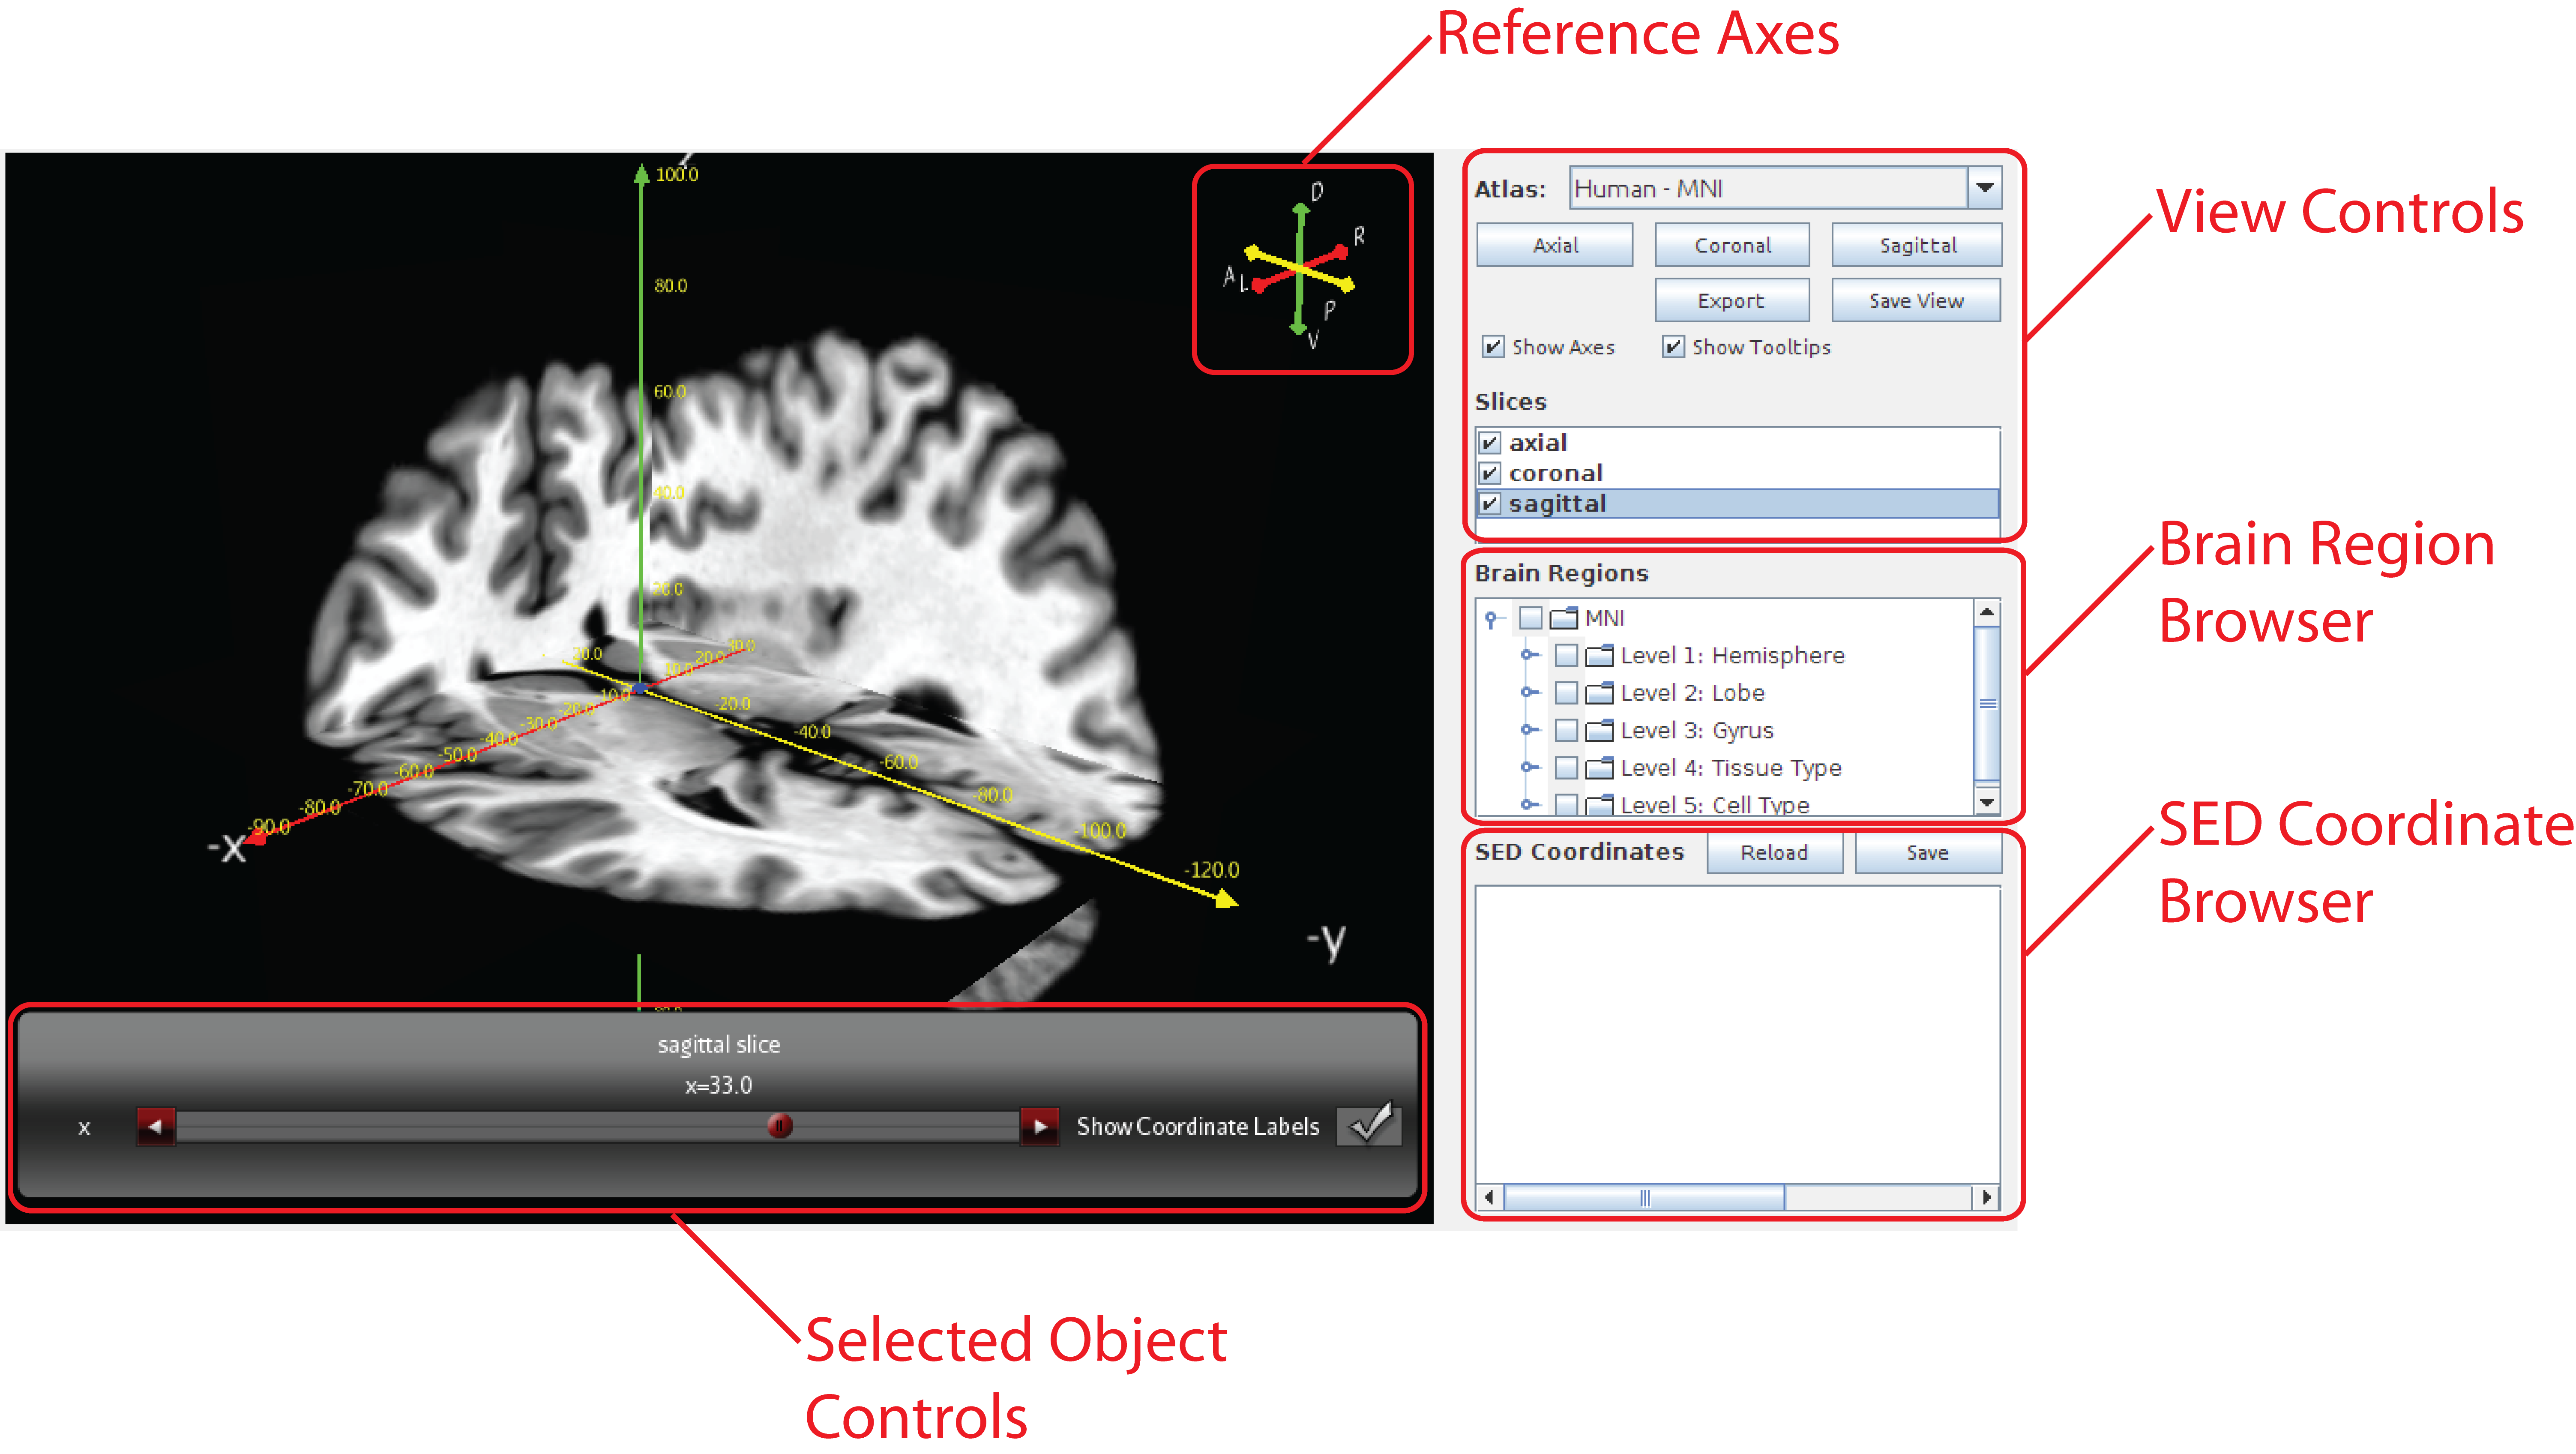 Reference Axes
100.0
80.0
60.0
40.0
20.0
20.0
30.0
20.0
10.0
-10.0
-20.0
-30.0
-40.0
-50.0
-60.0
-70.0
-80.0
-90.0
-x
-20.0
-40.0
-60.0
-80.0
-100.0
-120.0
-y
D
R
A
L
P
V
Atlas: Human - MNI
Axial Coronal Sagittal
Export Save View
Show Axes Show Tooltips
Slices
axial
coronal
sagittal
View Controls
Brain Regions
MNI
Level 1: Hemisphere
Level 2: Lobe
Level 3: Gyrus
Level 4: Tissue Type
Level 5: Cell Type
Brain Region
Browser
SED Coordinates Reload Save
SED Coordinate
Browser
sagittal slice
x=33.0
x Show Coordinate Labels
Selected Object
Controls